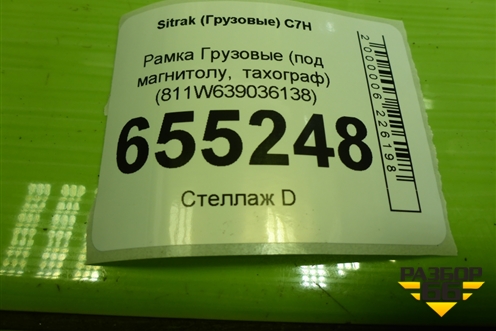 Sitrak (Грузовые) C7H
Рамка Грузовые (под
магнитолу, тахограф)
(811W639036138)
655248
Стеллаж D
2000006226198
РАЗБОР